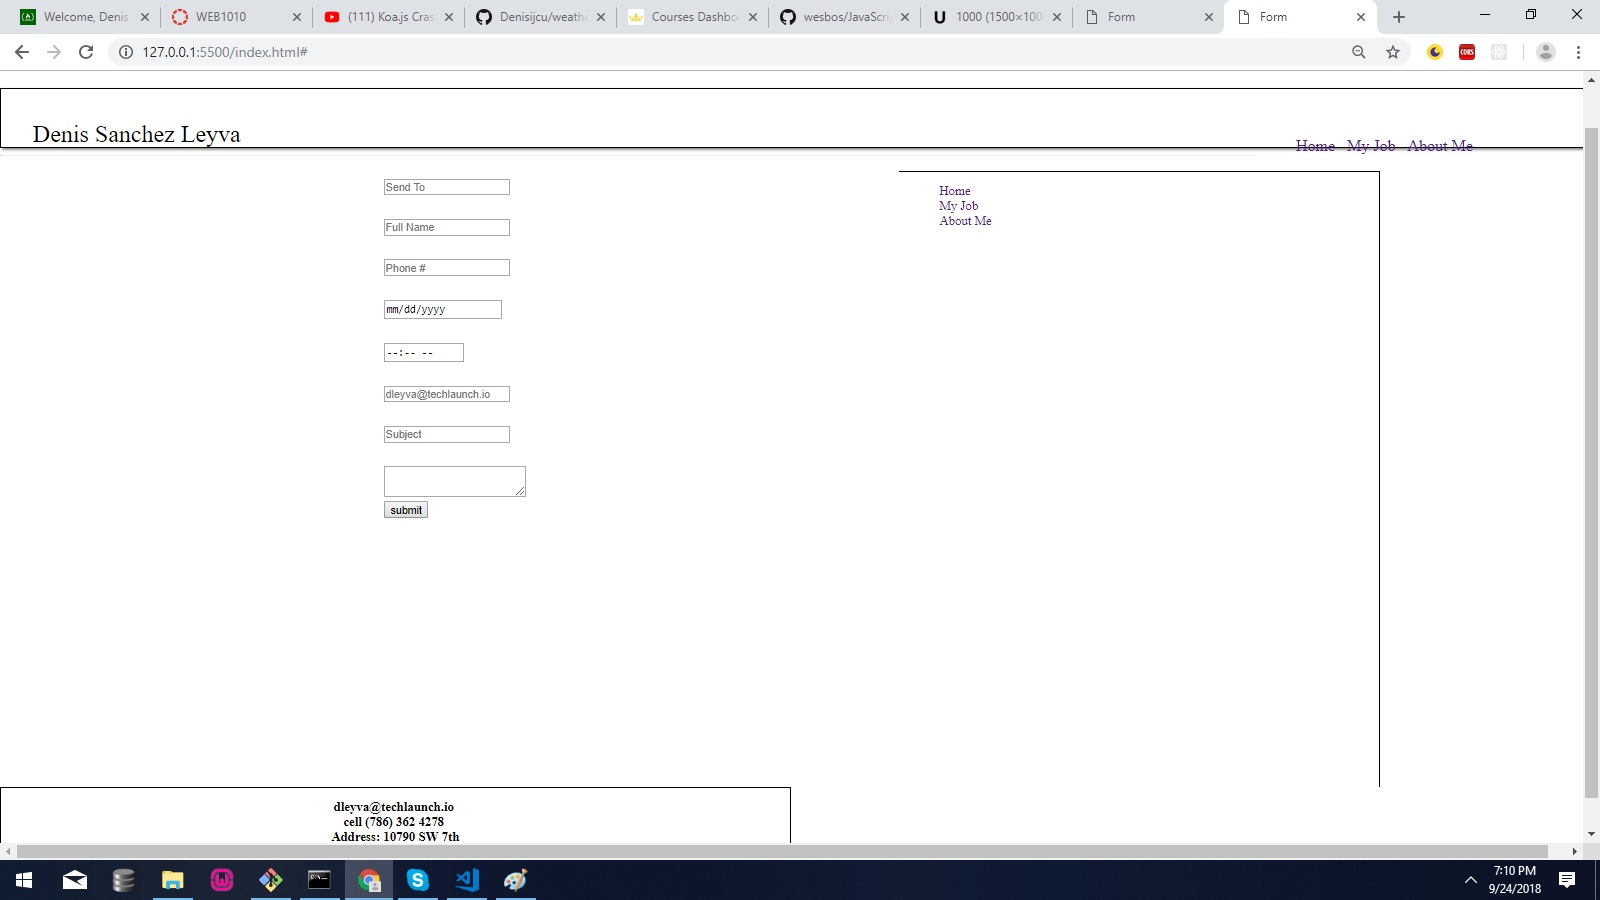 Welcome, Denis
WEB1010
(111) Koa.js Cras
Denisijcu/weathe
Courses Dashbo
wesbos/JavaScrip
1000 (1500×100
Form
Form
127.0.0.1:5500/index.html#
CORS
Denis Sanchez Leyva
Home My Job About Me
Send To
Full Name
Phone #
mm/dd/yyyy
--:-- --
dleyva@techlaunch.io
Subject
submit
Home
My Job
About Me
dleyva@techlaunch.io
cell (786) 362 4278
Address: 10790 SW 7th
7:10 PM
9/24/2018